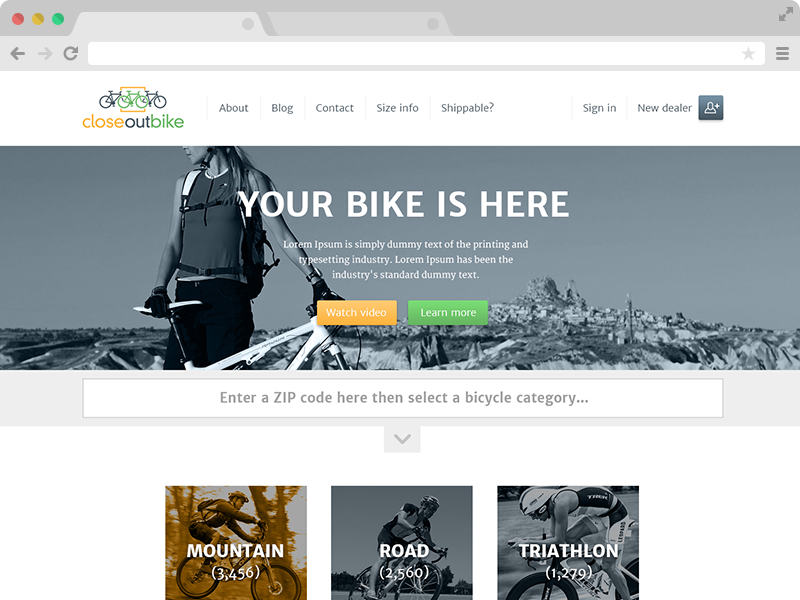 closeoutbike
About
Blog
Contact
Size info
Shippable?
Sign in
New dealer
YOUR BIKE IS HERE
Lorem Ipsum is simply dummy text of the printing and
typesetting industry. Lorem Ipsum has been the
industry's standard dummy text.
Watch video
Learn more
Enter a ZIP code here then select a bicycle category...
MOUNTAIN
(3,456)
ROAD
(2,560)
TREK
LEOPARD
TRIATHLON
(1,279)